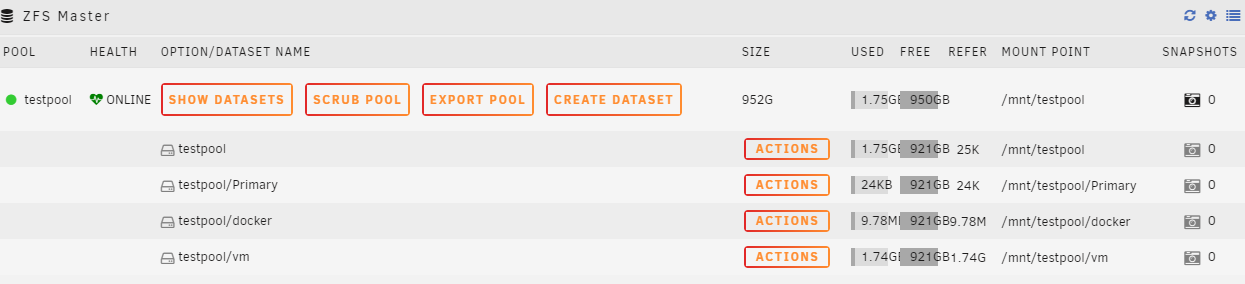 ZFS Master
POOL HEALTH OPTION/DATASET NAME SIZE USED FREE REFER MOUNT POINT SNAPSHOTS
testpool ONLINE SHOW DATASETS SCRUB POOL EXPORT POOL CREATE DATASET 952G 1.75GB 950GB /mnt/testpool 0
testpool ACTIONS 1.75GB 921GB 25K /mnt/testpool 0
testpool/Primary ACTIONS 24KB 921GB 24K /mnt/testpool/Primary 0
testpool/docker ACTIONS 9.78MB 921GB 9.78M /mnt/testpool/docker 0
testpool/vm ACTIONS 1.74GB 921GB 1.74G /mnt/testpool/vm 0